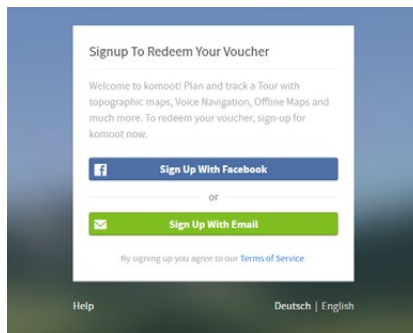 Signup To Redeem Your Voucher
Welcome to komoot! Plan and track a Tour with
topographic maps, Voice Navigation, Offline Maps and
much more. To redeem your voucher, sign-up for
komoot now.
f Sign Up With Facebook
or
Sign Up With Email
By signing up you agree to our Terms of Service
Help Deutsch | English